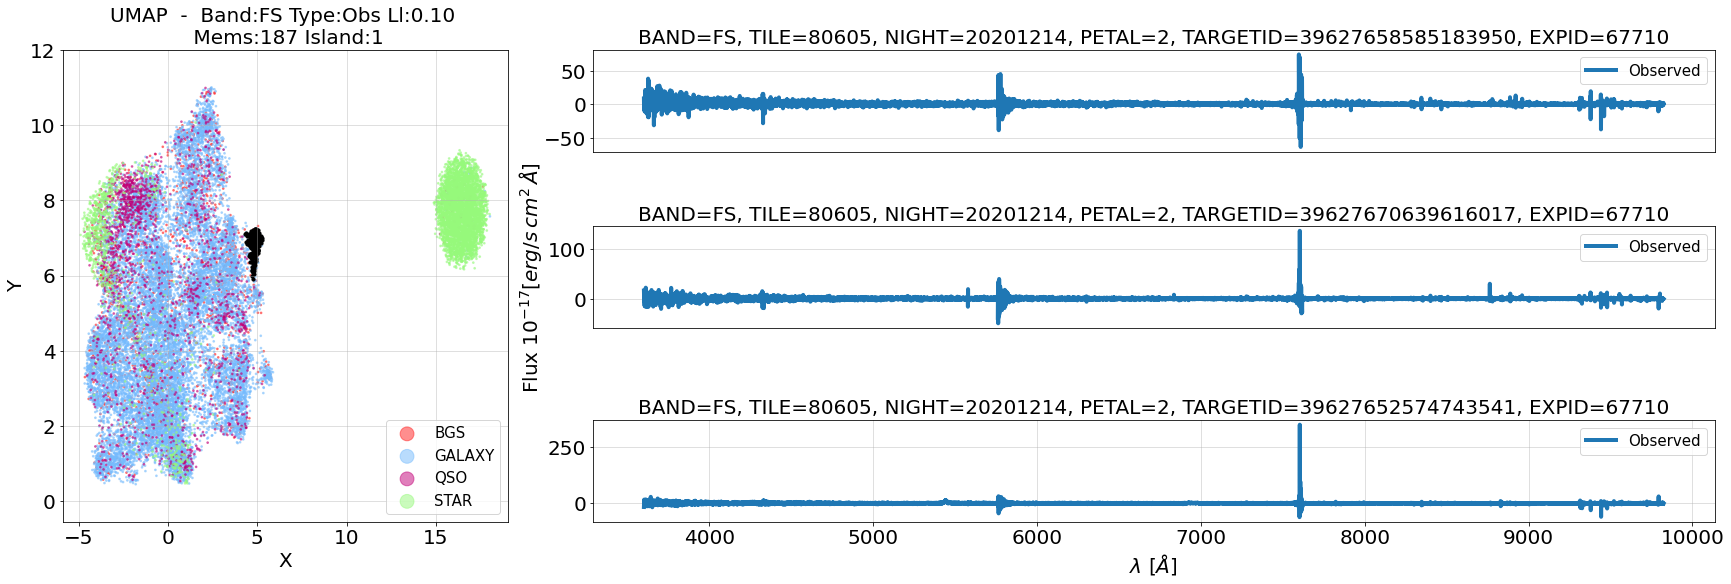 UMAP  -  Band:FS Type:Obs Ll:0.10
Mems:187 Island:1
12
10
8
6
4
2
0
Y
−5
0
5
10
15
X
BGS
GALAXY
QSO
STAR
BAND=FS, TILE=80605, NIGHT=20201214, PETAL=2, TARGETID=39627658585183950, EXPID=67710
50
0
−50
Observed
BAND=FS, TILE=80605, NIGHT=20201214, PETAL=2, TARGETID=39627670639616017, EXPID=67710
100
0
Observed
Flux 10⁻¹⁷[erg/s cm² Å]
BAND=FS, TILE=80605, NIGHT=20201214, PETAL=2, TARGETID=39627652574743541, EXPID=67710
250
0
Observed
4000
5000
6000
7000
8000
9000
10000
λ [Å]